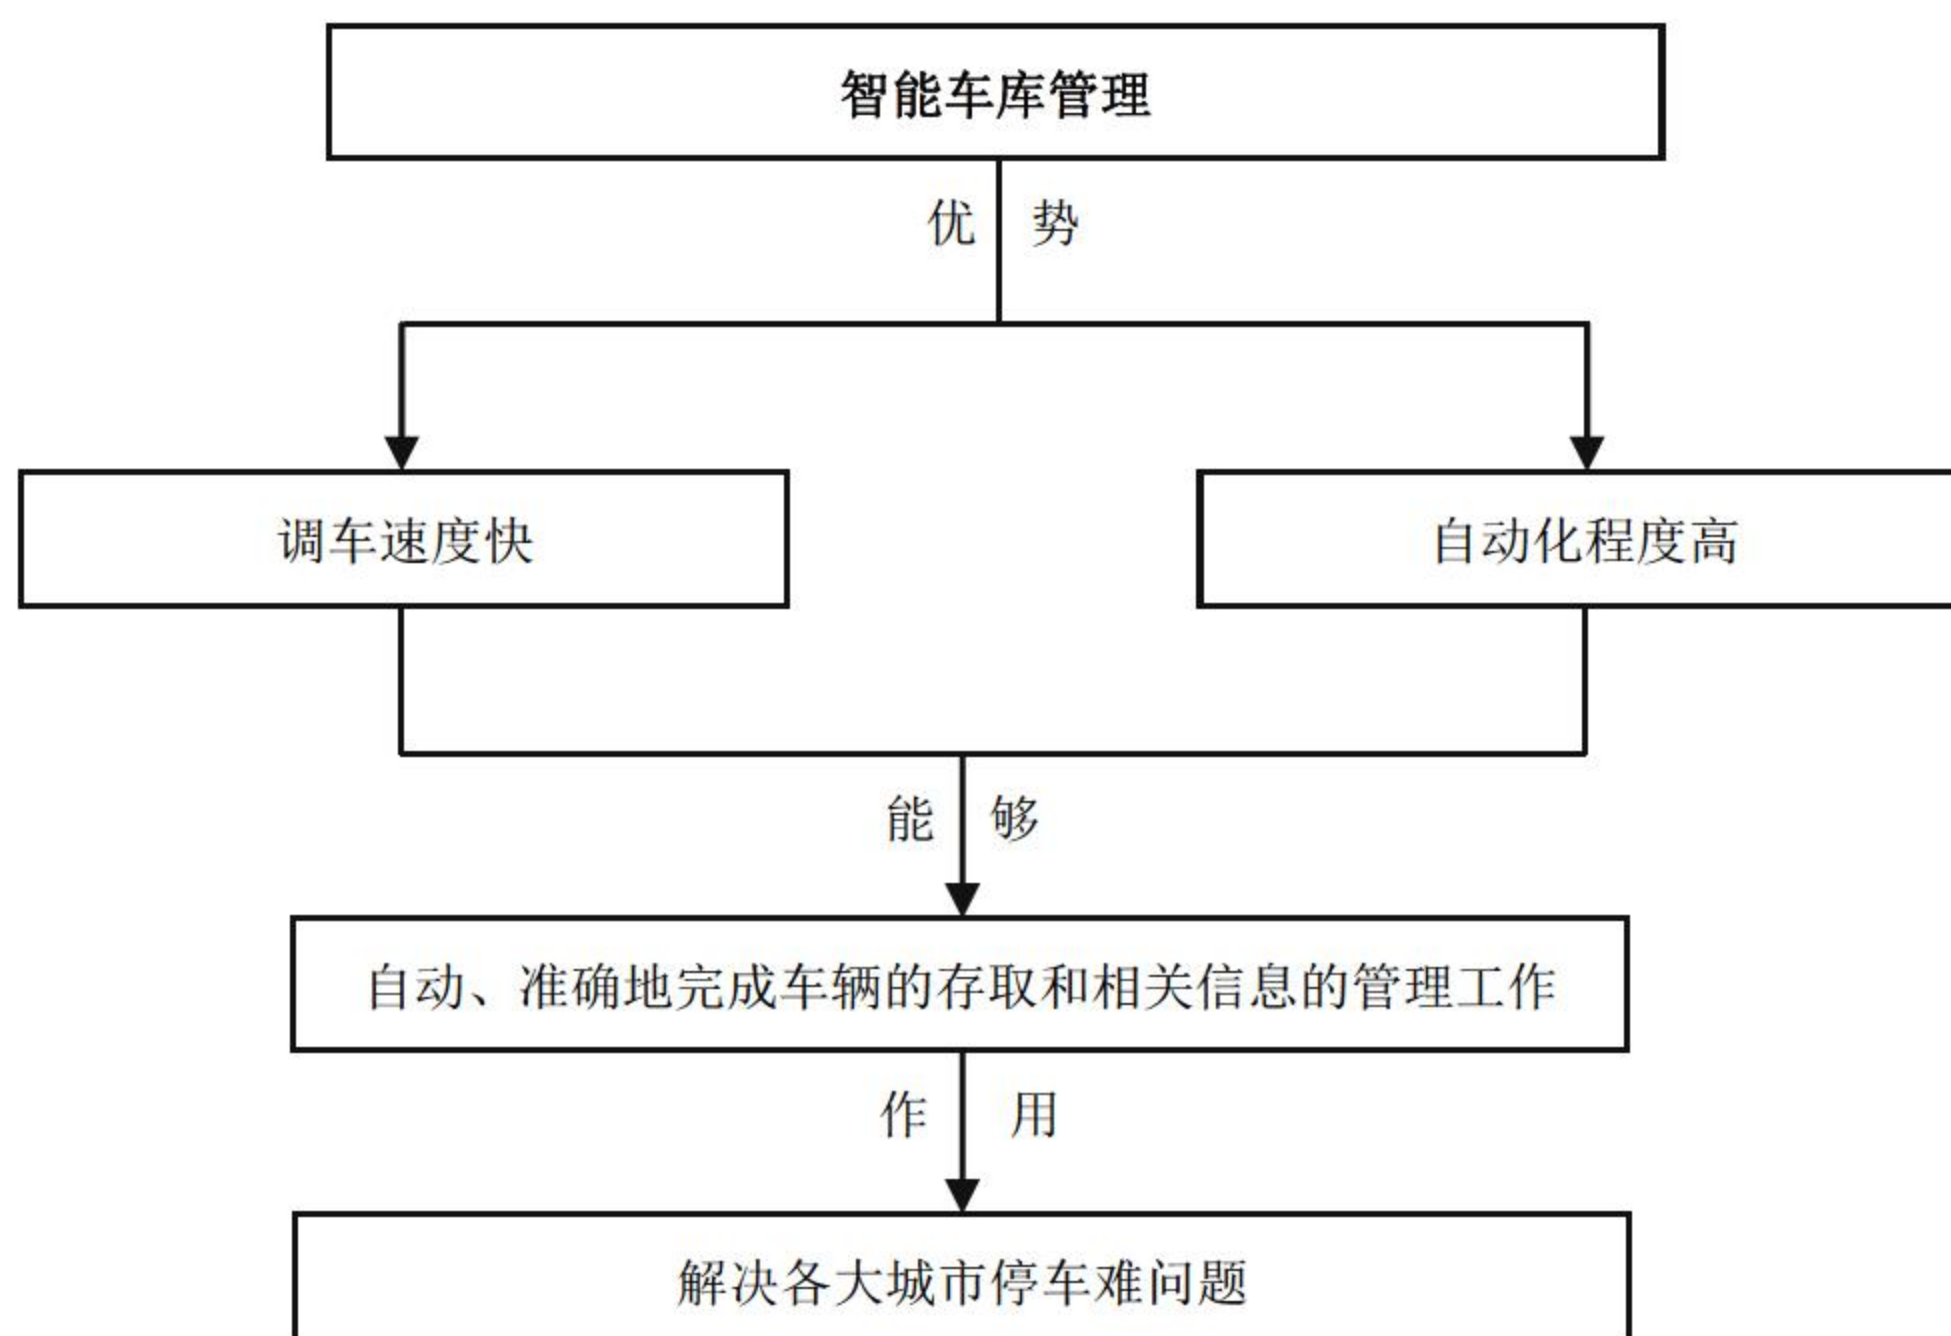 智能车库管理
优势
调车速度快
自动化程度高
能够
自动、准确地完成车辆的存取和相关信息的管理工作
作用
解决各大城市停车难问题